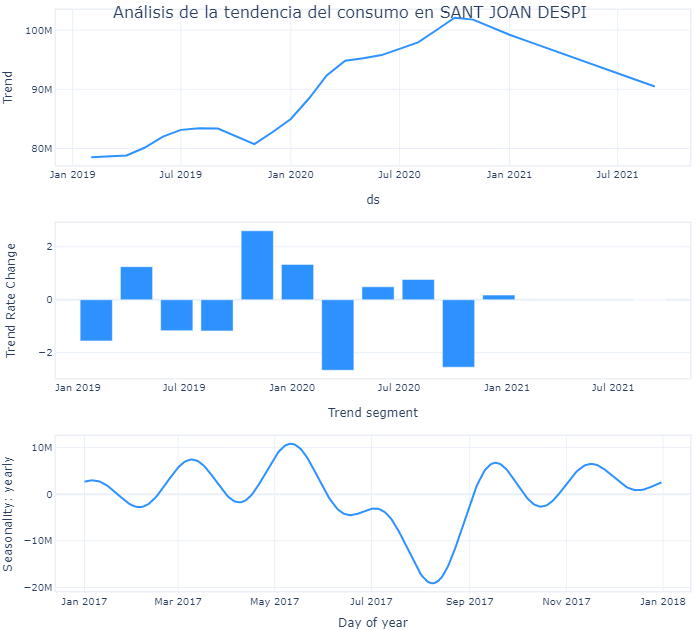 Análisis de la tendencia del consumo en SANT JOAN DESPI
100M
90M
80M
Trend
Jan 2019 Jul 2019 Jan 2020 Jul 2020 Jan 2021 Jul 2021
ds
2
0
−2
Trend Rate Change
Jan 2019 Jul 2019 Jan 2020 Jul 2020 Jan 2021 Jul 2021
Trend segment
10M
0
−10M
−20M
Seasonality: yearly
Jan 2017 Mar 2017 May 2017 Jul 2017 Sep 2017 Nov 2017 Jan 2018
Day of year